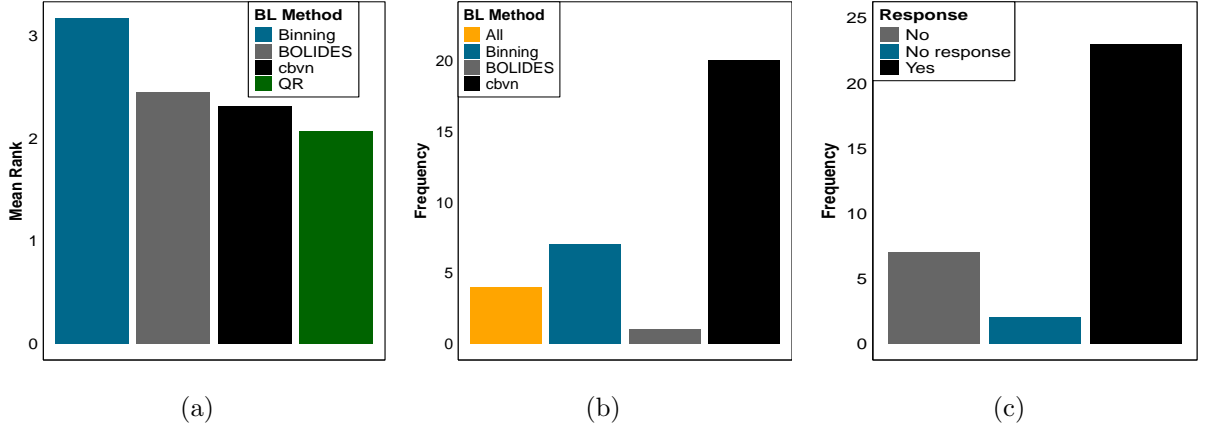 BL Method
Binning
BOLIDES
cbvn
QR
Mean Rank
3
2
1
0
(a)
BL Method
All
Binning
BOLIDES
cbvn
Frequency
20
15
10
5
0
(b)
Response
No
No response
Yes
Frequency
25
20
15
10
5
0
(c)